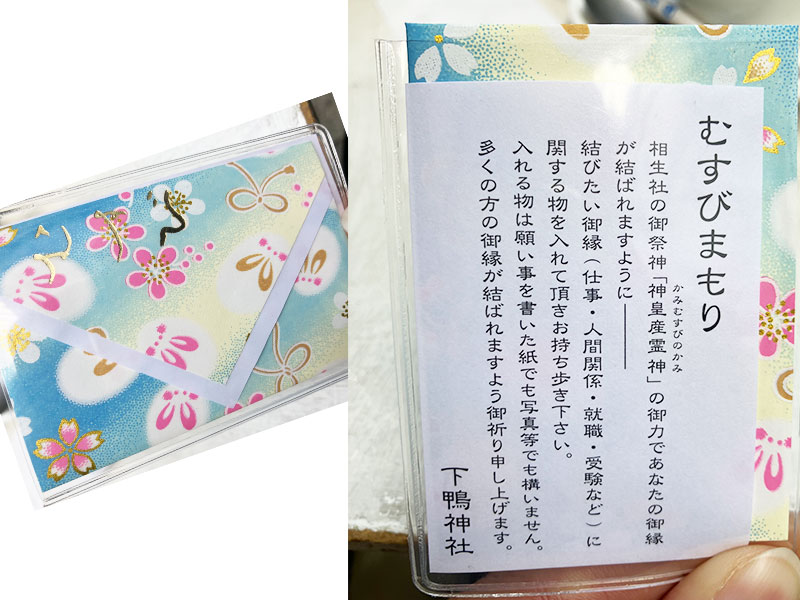 むすびまもり
相生社の御祭神「神皇産霊神」の御力であなたの御縁
かみむすびのかみ
が結ばれますように――――
結びたい御縁(仕事・人間関係・就職・受験など)に
関する物を入れて頂きお持ち歩き下さい。
入れる物は願い事を書いた紙でも写真等でも構いません。
多くの方の御縁が結ばれますよう御祈り申し上げます。
下鴨神社